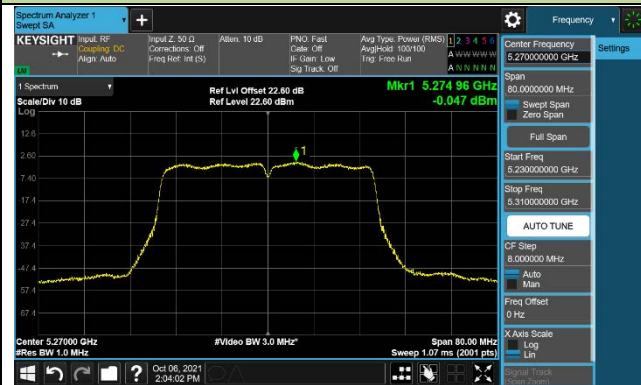 Spectrum Analyzer 1
Swept SA
Frequency
KEYSIGHT
Input: RF
Coupling: DC
Align: Auto
Input Z: 50 Ω
Corrections: Off
Freq Ref: Int (S)
Atten: 10 dB
PNO: Fast
Gate: Off
IF Gain: Low
Sig Track: Off
Avg Type: Power (RMS)
Avg|Hold: 100/100
Trig: Free Run
1 2 3 4 5 6
A W W W W W
A N N N N N
1 Spectrum
Scale/Div 10 dB
Log
Ref Lvl Offset 22.60 dB
Ref Level 22.60 dBm
Mkr1 5.274 96 GHz
-0.047 dBm
12.6
2.60
-7.40
-17.4
-27.4
-37.4
-47.4
-57.4
-67.4
1
Center 5.27000 GHz
#Res BW 1.0 MHz
#Video BW 3.0 MHz*
Span 80.00 MHz
Sweep 1.07 ms (2001 pts)
Oct 06, 2021
2:04:02 PM
Center Frequency
5.270000000 GHz
Settings
Span
80.0000000 MHz
Swept Span
Zero Span
Full Span
Start Freq
5.230000000 GHz
Stop Freq
5.310000000 GHz
AUTO TUNE
CF Step
8.000000 MHz
Auto
Man
Freq Offset
0 Hz
X Axis Scale
Log
Lin
Signal Track
(Span Zoom)